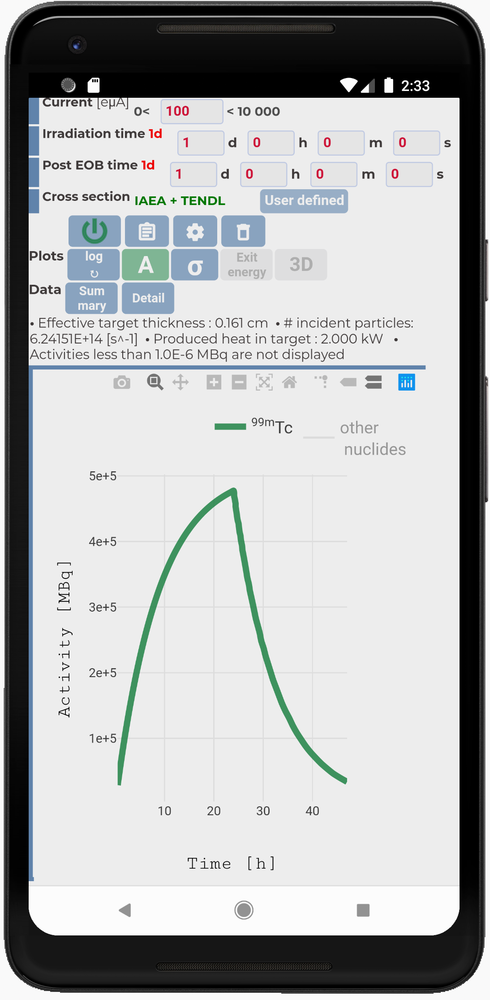 2:33
Current [eµA] 0< 100 < 10 000
Irradiation time 1d 1 d 0 h 0 m 0 s
Post EOB time 1d 1 d 0 h 0 m 0 s
Cross section IAEA + TENDL User defined
Plots log ↻ A σ Exit energy 3D
Data Sum mary Detail
• Effective target thickness : 0.161 cm • # incident particles:
6.24151E+14 [s^-1] • Produced heat in target : 2.000 kW •
Activities less than 1.0E-6 MBq are not displayed
99mTc other
nuclides
5e+5
4e+5
3e+5
2e+5
1e+5
Activity [MBq]
10 20 30 40
Time [h]